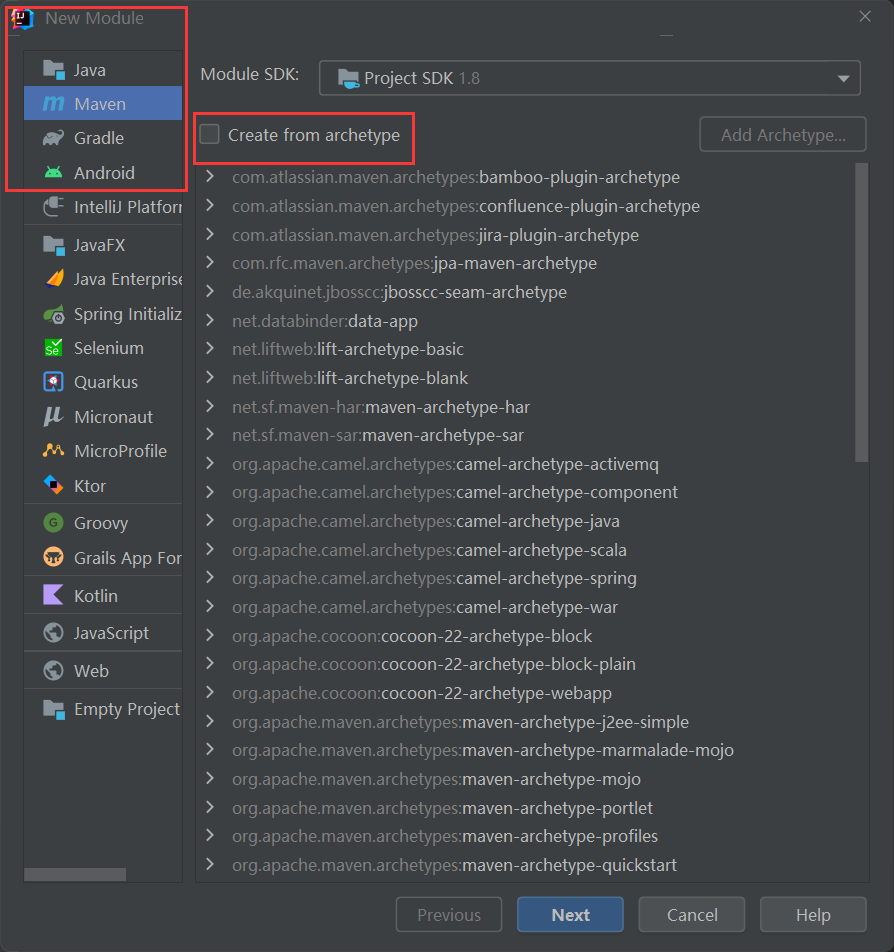 New Module
Java
Maven
Gradle
Android
IntelliJ Platforr
JavaFX
Java Enterprise
Spring Initializ
Selenium
Quarkus
Micronaut
MicroProfile
Ktor
Groovy
Grails App For
Kotlin
JavaScript
Web
Empty Project
Module SDK: Project SDK 1.8
Create from archetype Add Archetype...
com.atlassian.maven.archetypes:bamboo-plugin-archetype
com.atlassian.maven.archetypes:confluence-plugin-archetype
com.atlassian.maven.archetypes:jira-plugin-archetype
com.rfc.maven.archetypes:jpa-maven-archetype
de.akquinet.jbosscc:jbosscc-seam-archetype
net.databinder:data-app
net.liftweb:lift-archetype-basic
net.liftweb:lift-archetype-blank
net.sf.maven-har:maven-archetype-har
net.sf.maven-sar:maven-archetype-sar
org.apache.camel.archetypes:camel-archetype-activemq
org.apache.camel.archetypes:camel-archetype-component
org.apache.camel.archetypes:camel-archetype-java
org.apache.camel.archetypes:camel-archetype-scala
org.apache.camel.archetypes:camel-archetype-spring
org.apache.camel.archetypes:camel-archetype-war
org.apache.cocoon:cocoon-22-archetype-block
org.apache.cocoon:cocoon-22-archetype-block-plain
org.apache.cocoon:cocoon-22-archetype-webapp
org.apache.maven.archetypes:maven-archetype-j2ee-simple
org.apache.maven.archetypes:maven-archetype-marmalade-mojo
org.apache.maven.archetypes:maven-archetype-mojo
org.apache.maven.archetypes:maven-archetype-portlet
org.apache.maven.archetypes:maven-archetype-profiles
org.apache.maven.archetypes:maven-archetype-quickstart
Previous Next Cancel Help